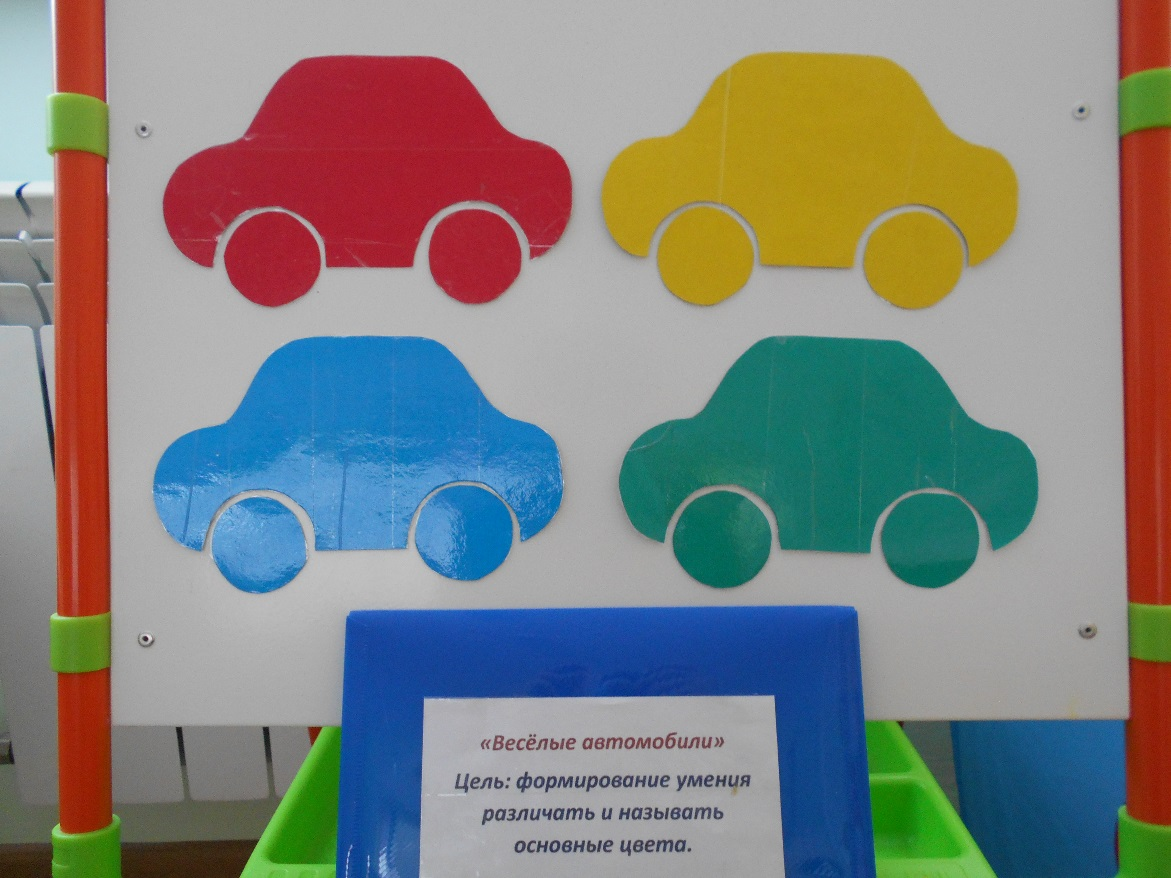 «Весёлые автомобили»
Цель: формирование умения
различать и называть
основные цвета.